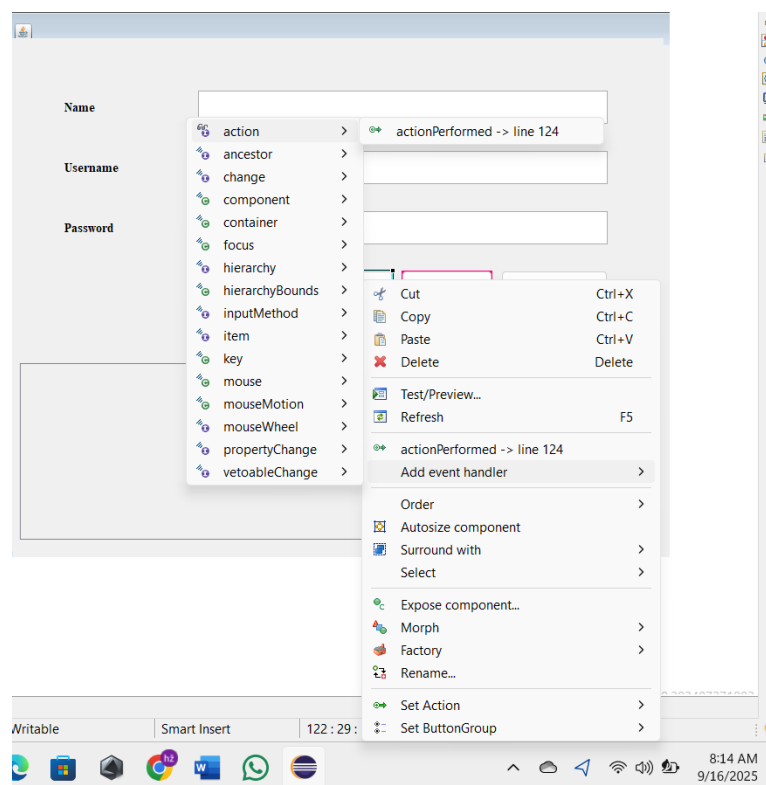 Name
Username
Password
action
ancestor
change
component
container
focus
hierarchy
hierarchyBounds
inputMethod
item
key
mouse
mouseMotion
mouseWheel
propertyChange
vetoableChange
actionPerformed -> line 124
Cut Ctrl+X
Copy Ctrl+C
Paste Ctrl+V
Delete Delete
Test/Preview...
Refresh F5
actionPerformed -> line 124
Add event handler
Order
Autosize component
Surround with
Select
Expose component...
Morph
Factory
Rename...
Set Action
Set ButtonGroup
Writable Smart Insert 122 : 29 :
hž
8:14 AM
9/16/2025